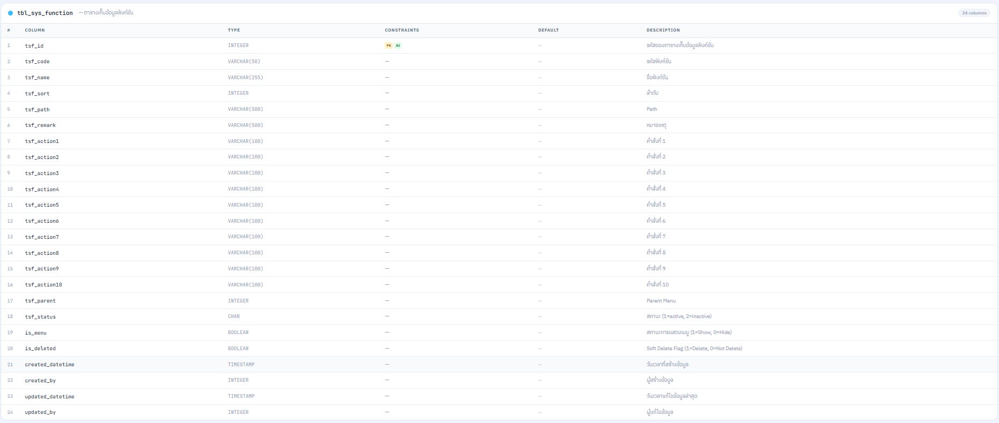 tbl_sys_function — ตารางเก็บข้อมูลฟังก์ชัน 24 columns
# COLUMN TYPE CONSTRAINTS DEFAULT DESCRIPTION
1 tsf_id INTEGER PK AI — รหัสของตารางเก็บข้อมูลฟังก์ชัน
2 tsf_code VARCHAR(50) — — รหัสฟังก์ชัน
3 tsf_name VARCHAR(255) — — ชื่อฟังก์ชัน
4 tsf_sort INTEGER — — ลำดับ
5 tsf_path VARCHAR(500) — — Path
6 tsf_remark VARCHAR(500) — — หมายเหตุ
7 tsf_action1 VARCHAR(100) — — คำสั่งที่ 1
8 tsf_action2 VARCHAR(100) — — คำสั่งที่ 2
9 tsf_action3 VARCHAR(100) — — คำสั่งที่ 3
10 tsf_action4 VARCHAR(100) — — คำสั่งที่ 4
11 tsf_action5 VARCHAR(100) — — คำสั่งที่ 5
12 tsf_action6 VARCHAR(100) — — คำสั่งที่ 6
13 tsf_action7 VARCHAR(100) — — คำสั่งที่ 7
14 tsf_action8 VARCHAR(100) — — คำสั่งที่ 8
15 tsf_action9 VARCHAR(100) — — คำสั่งที่ 9
16 tsf_action10 VARCHAR(100) — — คำสั่งที่ 10
17 tsf_parent INTEGER — — Parent Menu
18 tsf_status CHAR — — สถานะ (1=active, 2=inactive)
19 is_menu BOOLEAN — — สถานะการแสดงเมนู (1=Show, 0=Hide)
20 is_deleted BOOLEAN — — Soft Delete Flag (1=Delete, 0=Not Delete)
21 created_datetime TIMESTAMP — — วันเวลาที่สร้างข้อมูล
22 created_by INTEGER — — ผู้สร้างข้อมูล
23 updated_datetime TIMESTAMP — — วันเวลาแก้ไขข้อมูลล่าสุด
24 updated_by INTEGER — — ผู้แก้ไขข้อมูล